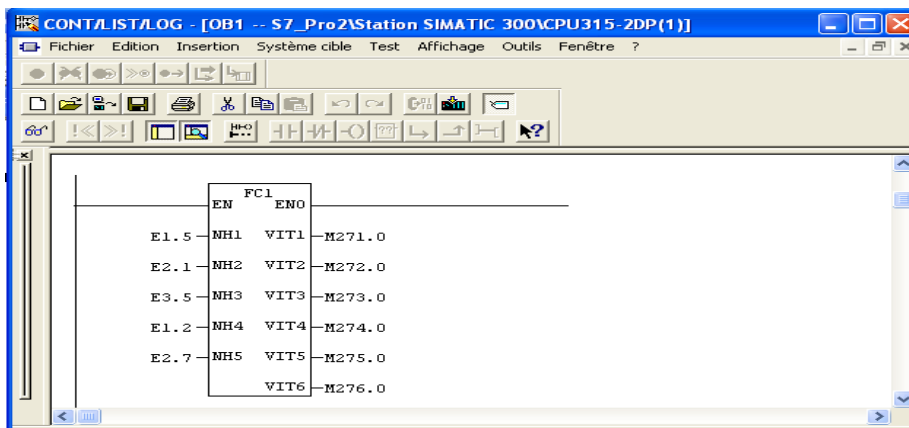 CONT/LIST/LOG - [OB1 -- S7_Pro2\Station SIMATIC 300\CPU315-2DP(1)]
Fichier Edition Insertion Système cible Test Affichage Outils Fenêtre ?
FC1
EN ENO
E1.5 NH1 VIT1 M271.0
E2.1 NH2 VIT2 M272.0
E3.5 NH3 VIT3 M273.0
E1.2 NH4 VIT4 M274.0
E2.7 NH5 VIT5 M275.0
VIT6 M276.0